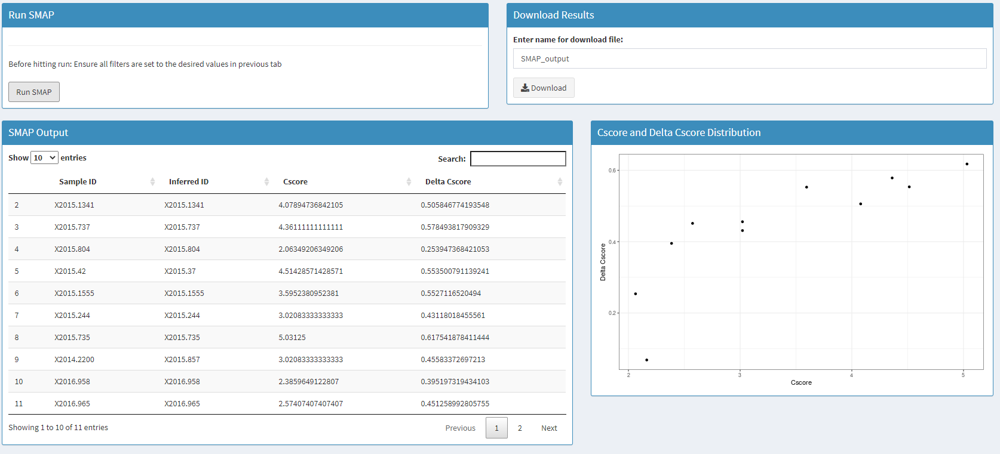 Run SMAP
Before hitting run: Ensure all filters are set to the desired values in previous tab
Run SMAP
Download Results
Enter name for download file:
SMAP_output
Download
SMAP Output
Show 10 entries
Search:
Sample ID Inferred ID Cscore Delta Cscore
2 X2015.1341 X2015.1341 4.07894736842105 0.505846774193548
3 X2015.737 X2015.737 4.36111111111111 0.578493817909329
4 X2015.804 X2015.804 2.06349206349206 0.253947368421053
5 X2015.42 X2015.37 4.51428571428571 0.553500791139241
6 X2015.1555 X2015.1555 3.5952380952381 0.5527116520494
7 X2015.244 X2015.244 3.02083333333333 0.43118018455561
8 X2015.735 X2015.735 5.03125 0.617541878411444
9 X2014.2200 X2015.857 3.02083333333333 0.45583372697213
10 X2016.958 X2016.958 2.3859649122807 0.395197319434103
11 X2016.965 X2016.965 2.57407407407407 0.451258992805755
Showing 1 to 10 of 11 entries
Previous 1 2 Next
Cscore and Delta Cscore Distribution
Delta Cscore
0.6
0.4
0.2
2 3 4 5
Cscore